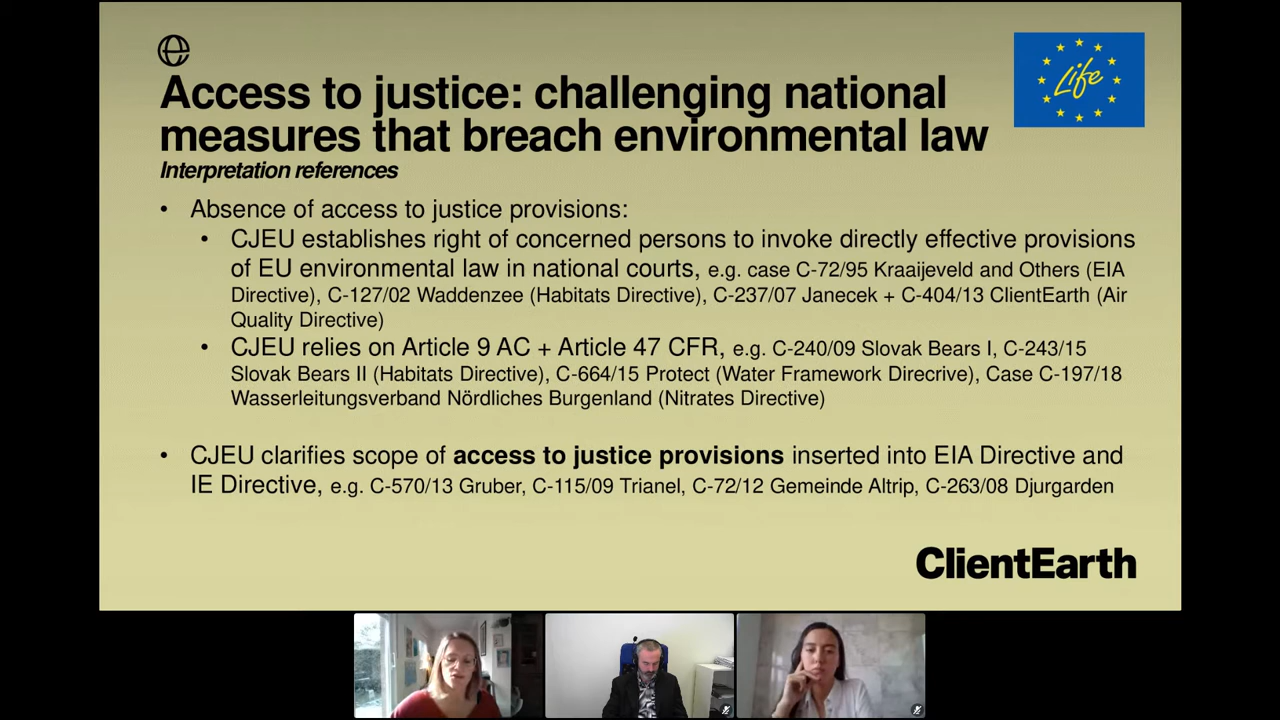 Access to justice: challenging national
measures that breach environmental law
Life
Interpretation references
• Absence of access to justice provisions:
• CJEU establishes right of concerned persons to invoke directly effective provisions
of EU environmental law in national courts, e.g. case C-72/95 Kraaijeveld and Others (EIA
Directive), C-127/02 Waddenzee (Habitats Directive), C-237/07 Janecek + C-404/13 ClientEarth (Air
Quality Directive)
• CJEU relies on Article 9 AC + Article 47 CFR, e.g. C-240/09 Slovak Bears I, C-243/15
Slovak Bears II (Habitats Directive), C-664/15 Protect (Water Framework Direcrive), Case C-197/18
Wasserleitungsverband Nördliches Burgenland (Nitrates Directive)
• CJEU clarifies scope of access to justice provisions inserted into EIA Directive and
IE Directive, e.g. C-570/13 Gruber, C-115/09 Trianel, C-72/12 Gemeinde Altrip, C-263/08 Djurgarden
ClientEarth